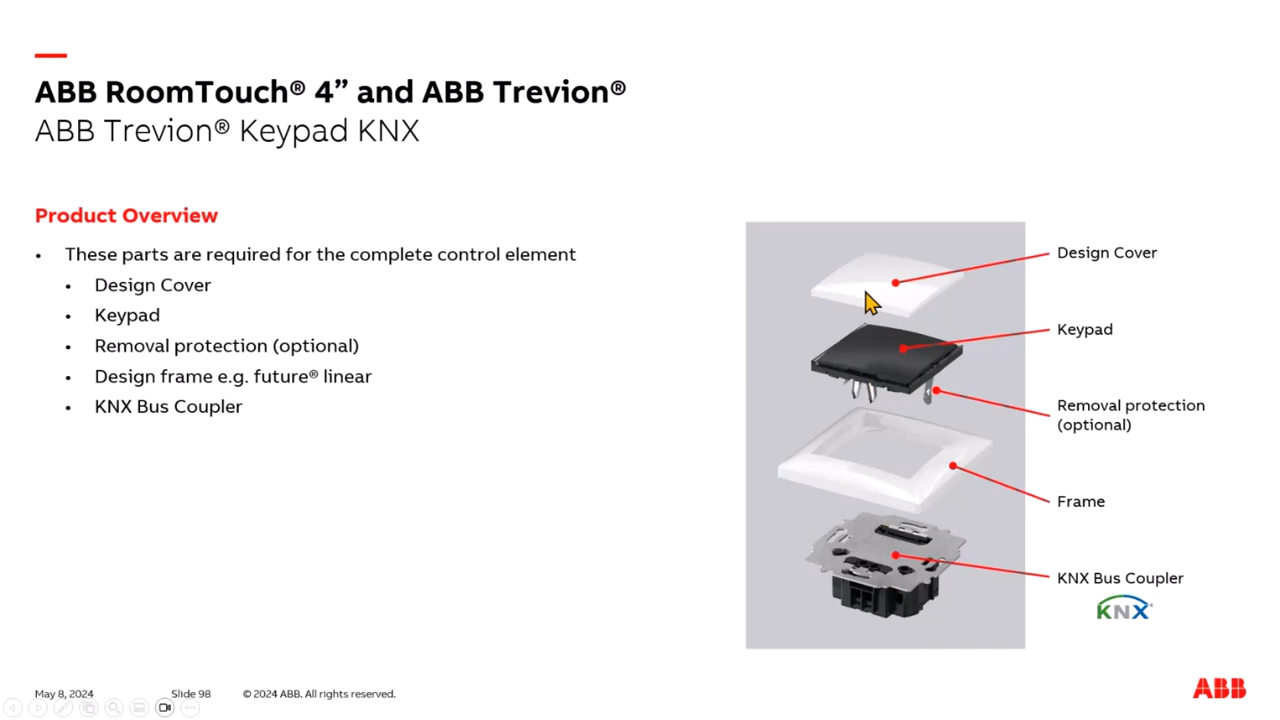 ABB RoomTouch® 4” and ABB Trevion®
ABB Trevion® Keypad KNX
Product Overview
• These parts are required for the complete control element
• Design Cover
• Keypad
• Removal protection (optional)
• Design frame e.g. future® linear
• KNX Bus Coupler
Design Cover
Keypad
Removal protection
(optional)
Frame
KNX Bus Coupler
KNX®
May 8, 2024
Slide 98
© 2024 ABB. All rights reserved.
ABB